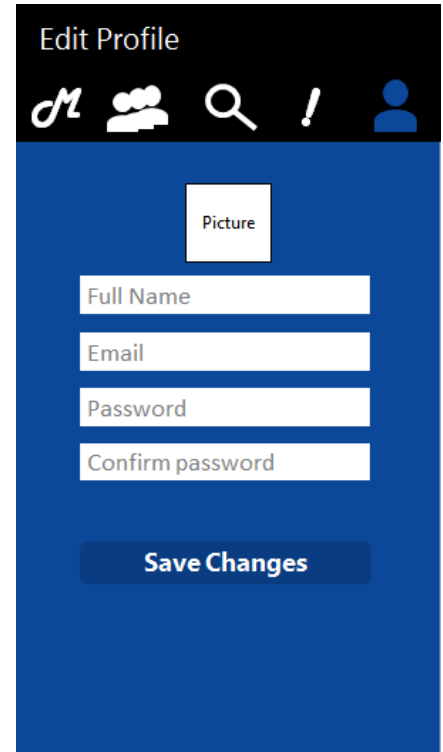 Edit Profile
M !
Picture
Full Name
Email
Password
Confirm password
Save Changes